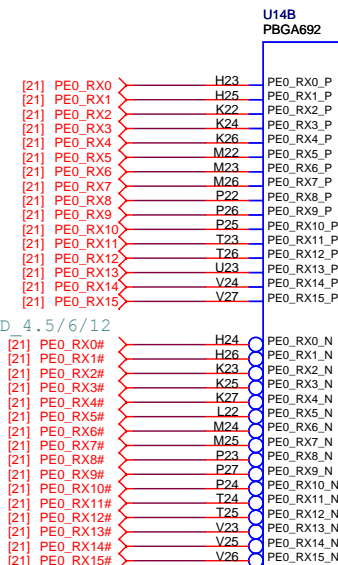 U14B
PBGA692
[21] PE0_RX0 H23 PE0_RX0_P
[21] PE0_RX1 H25 PE0_RX1_P
[21] PE0_RX2 K22 PE0_RX2_P
[21] PE0_RX3 K24 PE0_RX3_P
[21] PE0_RX4 K26 PE0_RX4_P
[21] PE0_RX5 M22 PE0_RX5_P
[21] PE0_RX6 M23 PE0_RX6_P
[21] PE0_RX7 M26 PE0_RX7_P
[21] PE0_RX8 P22 PE0_RX8_P
[21] PE0_RX9 P26 PE0_RX9_P
[21] PE0_RX10 P25 PE0_RX10_P
[21] PE0_RX11 T23 PE0_RX11_P
[21] PE0_RX12 T26 PE0_RX12_P
[21] PE0_RX13 U23 PE0_RX13_P
[21] PE0_RX14 V24 PE0_RX14_P
[21] PE0_RX15 V27 PE0_RX15_P
D_4.5/6/12
[21] PE0_RX0# H24 PE0_RX0_N
[21] PE0_RX1# H26 PE0_RX1_N
[21] PE0_RX2# K23 PE0_RX2_N
[21] PE0_RX3# K25 PE0_RX3_N
[21] PE0_RX4# K27 PE0_RX4_N
[21] PE0_RX5# L22 PE0_RX5_N
[21] PE0_RX6# M24 PE0_RX6_N
[21] PE0_RX7# M25 PE0_RX7_N
[21] PE0_RX8# P23 PE0_RX8_N
[21] PE0_RX9# P27 PE0_RX9_N
[21] PE0_RX10# P24 PE0_RX10_N
[21] PE0_RX11# T24 PE0_RX11_N
[21] PE0_RX12# T25 PE0_RX12_N
[21] PE0_RX13# V23 PE0_RX13_N
[21] PE0_RX14# V25 PE0_RX14_N
[21] PE0_RX15# V26 PE0_RX15_N